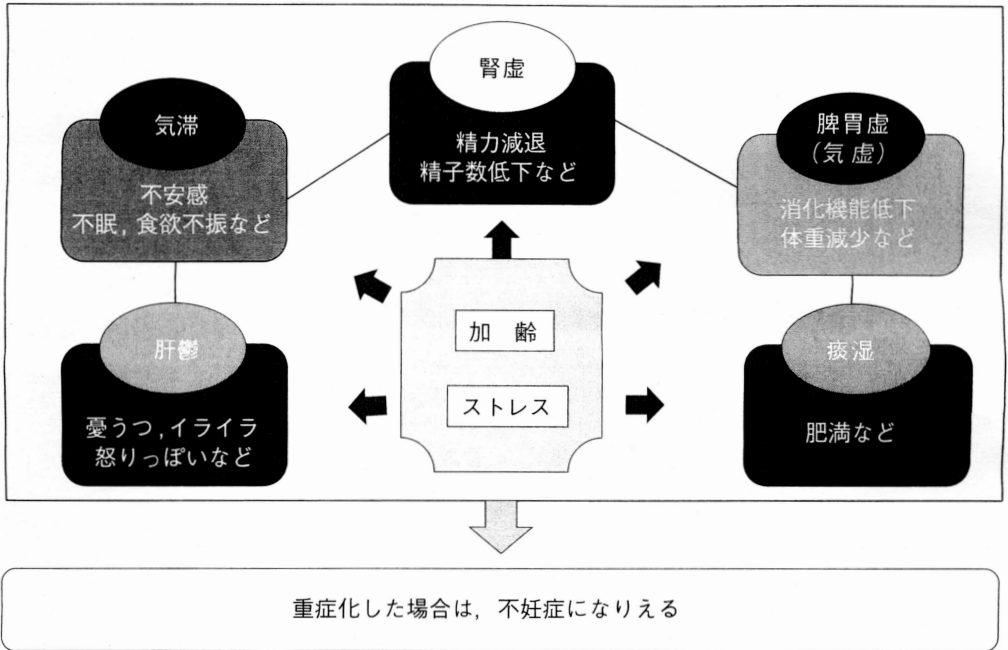 腎虚
精力減退
精子数低下など
気滞
不安感
不眠，食欲不振など
脾胃虚
（気虚）
消化機能低下
体重減少など
加　齢
ストレス
肝鬱
憂うつ，イライラ
怒りっぽいなど
痰湿
肥満など
重症化した場合は，不妊症になりえる